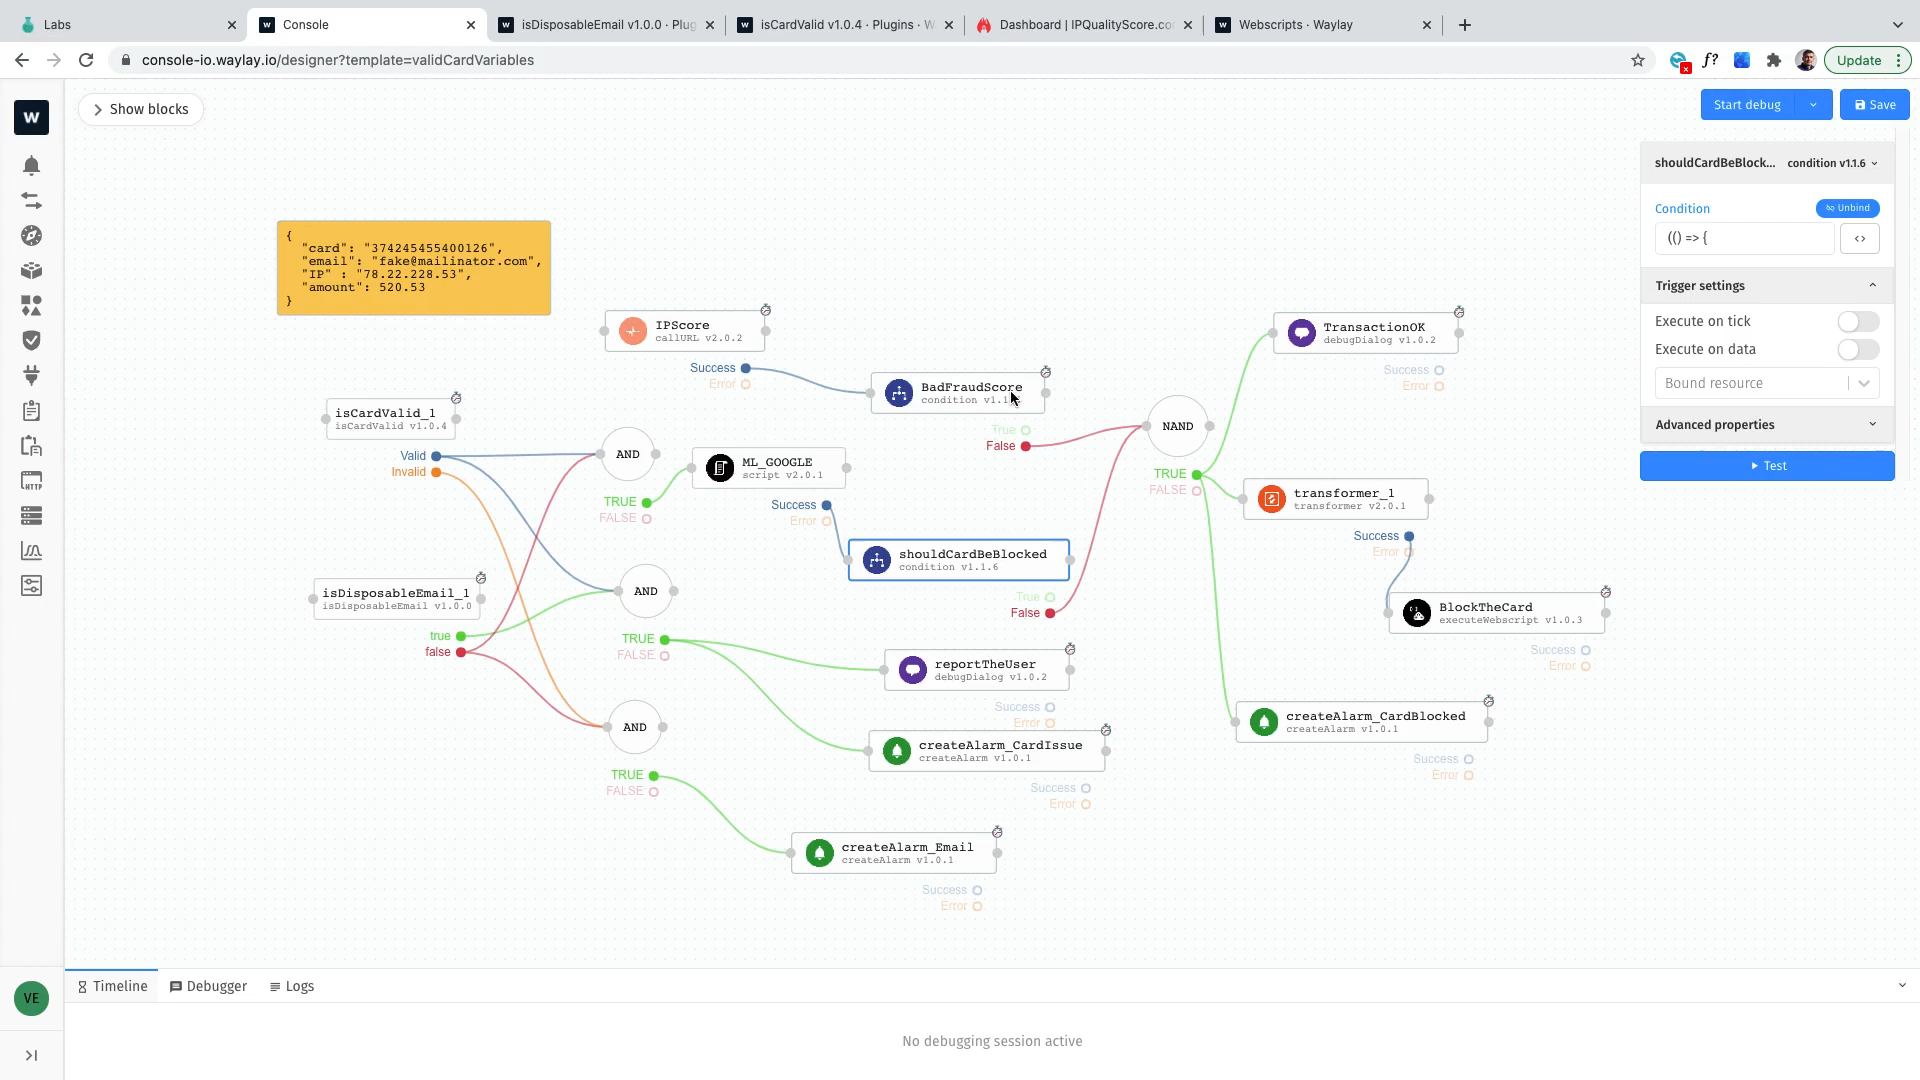 Labs
Console
isDisposableEmail v1.0.0 · Plug
isCardValid v1.0.4 · Plugins · W
Dashboard | IPQualityScore.co
Webscripts · Waylay
console-io.waylay.io/designer?template=validCardVariables
f?
Update
W
Show blocks
Start debug
Save
shouldCardBeBlock... condition v1.1.6
Condition
Unbind
(() => {
<>
Trigger settings
Execute on tick
Execute on data
Bound resource
Advanced properties
Test
{
"card": "374245455400126",
"email": "fake@mailinator.com",
"IP" : "78.22.228.53",
"amount": 520.53
}
IPScore
callURL v2.0.2
Success
Error
BadFraudScore
condition v1.1
True
False
TransactionOK
debugDialog v1.0.2
Success
Error
isCardValid_1
isCardValid v1.0.4
Valid
Invalid
AND
TRUE
FALSE
ML_GOOGLE
script v2.0.1
Success
Error
NAND
TRUE
FALSE
transformer_1
transformer v2.0.1
Success
Error
shouldCardBeBlocked
condition v1.1.6
True
False
isDisposableEmail_1
isDisposableEmail v1.0.0
true
false
AND
TRUE
FALSE
BlockTheCard
executeWebscript v1.0.3
Success
Error
reportTheUser
debugDialog v1.0.2
Success
Error
AND
TRUE
FALSE
createAlarm_CardIssue
createAlarm v1.0.1
Success
Error
createAlarm_CardBlocked
createAlarm v1.0.1
Success
Error
createAlarm_Email
createAlarm v1.0.1
Success
Error
HTTP
VE
Timeline
Debugger
Logs
No debugging session active